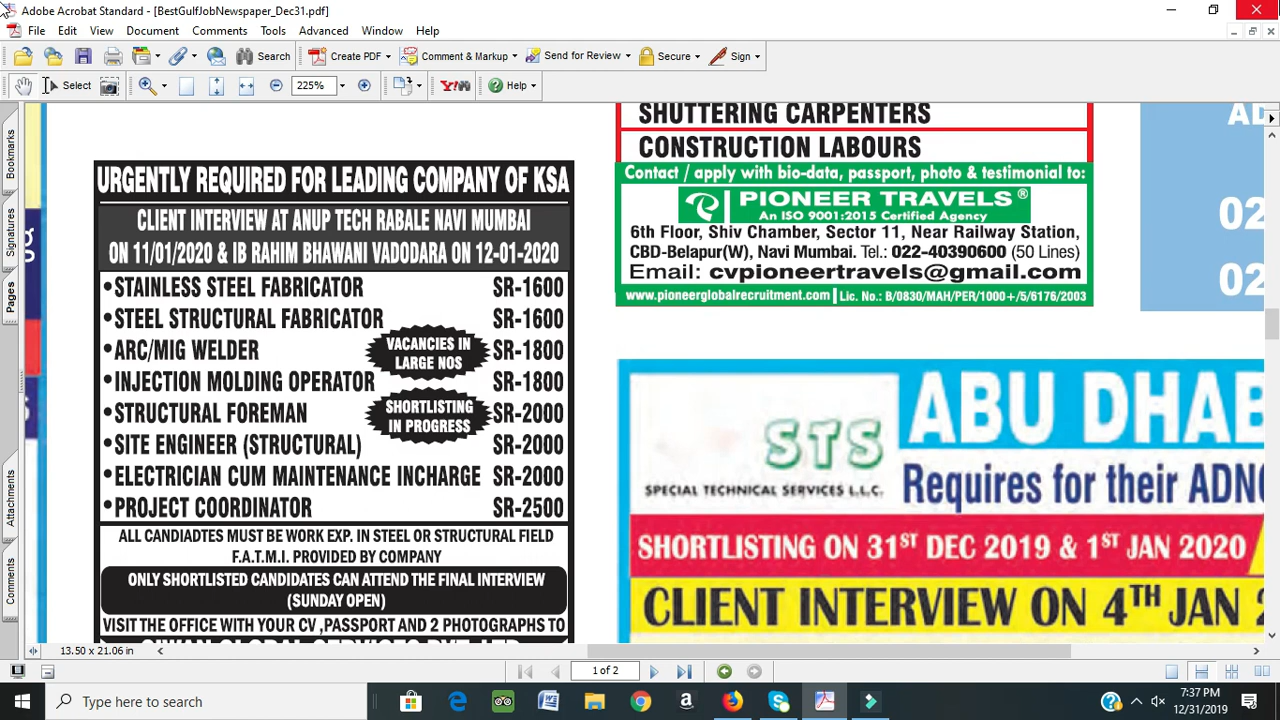 Adobe Acrobat Standard - [BestGulfJobNewspaper_Dec31.pdf]
File Edit View Document Comments Tools Forms Advanced Window Help
Search Create PDF Comment & Markup Send for Review Secure Sign
Select 225% Y! Help
Bookmarks
Signatures
Pages
Attachments
Comments
URGENTLY REQUIRED FOR LEADING COMPANY OF KSA
CLIENT INTERVIEW AT ANUP TECH RABALE NAVI MUMBAI
ON 11/01/2020 & IB RAHIM BHAWANI VADODARA ON 12-01-2020
•STAINLESS STEEL FABRICATOR SR-1600
•STEEL STRUCTURAL FABRICATOR SR-1600
•ARC/MIG WELDER SR-1800
•INJECTION MOLDING OPERATOR SR-1800
•STRUCTURAL FOREMAN SR-2000
•SITE ENGINEER (STRUCTURAL) SR-2000
•ELECTRICIAN CUM MAINTENANCE INCHARGE SR-2000
•PROJECT COORDINATOR SR-2500
VACANCIES IN
LARGE NOS
SHORTLISTING
IN PROGRESS
ALL CANDIADTES MUST BE WORK EXP. IN STEEL OR STRUCTURAL FIELD
F.A.T.M.I. PROVIDED BY COMPANY
ONLY SHORTLISTED CANDIDATES CAN ATTEND THE FINAL INTERVIEW
(SUNDAY OPEN)
VISIT THE OFFICE WITH YOUR CV ,PASSPORT AND 2 PHOTOGRAPHS TO
SHUTTERING CARPENTERS
CONSTRUCTION LABOURS
Contact / apply with bio-data, passport, photo & testimonial to:
PIONEER TRAVELS®
An ISO 9001:2015 Certified Agency
6th Floor, Shiv Chamber, Sector 11, Near Railway Station,
CBD-Belapur(W), Navi Mumbai. Tel.: 022-40390600 (50 Lines)
Email: cvpioneertravels@gmail.com
www.pioneerglobalrecruitment.com | Lic. No.: B/0830/MAH/PER/1000+/5/6176/2003
AD
02
02
STS
SPECIAL TECHNICAL SERVICES L.L.C.
ABU DHAB
Requires for their ADNO
SHORTLISTING ON 31ST DEC 2019 & 1ST JAN 2020
CLIENT INTERVIEW ON 4TH JAN 2
13.50 x 21.06 in
1 of 2
Type here to search
7:37 PM
12/31/2019